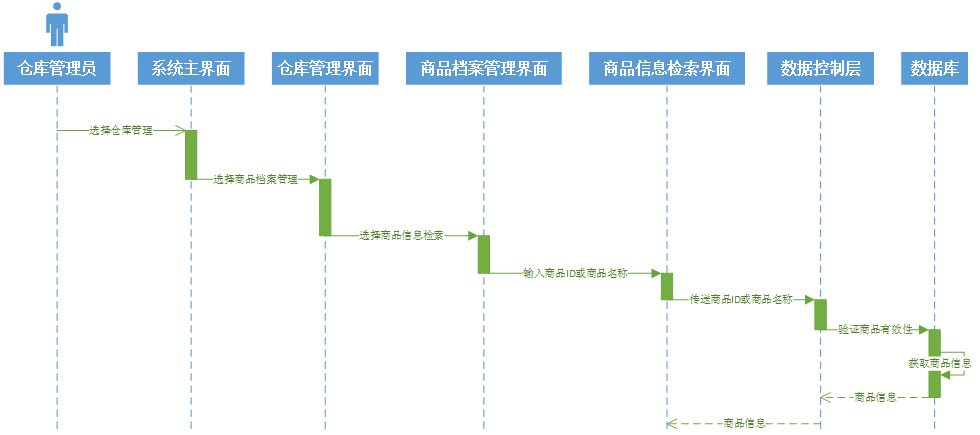 仓库管理员
系统主界面
仓库管理界面
商品档案管理界面
商品信息检索界面
数据控制层
数据库
选择仓库管理
选择商品档案管理
选择商品信息检索
输入商品ID或商品名称
传送商品ID或商品名称
验证商品有效性
获取商品信息
商品信息
商品信息